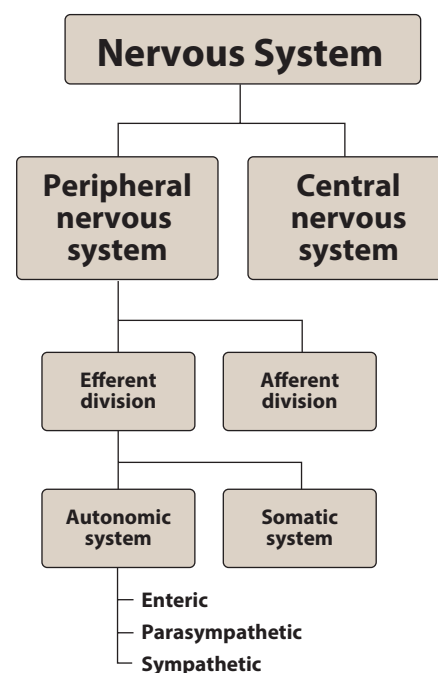 Nervous System
Peripheral
nervous
system
Central
nervous
system
Efferent
division
Afferent
division
Autonomic
system
Somatic
system
Enteric
Parasympathetic
Sympathetic